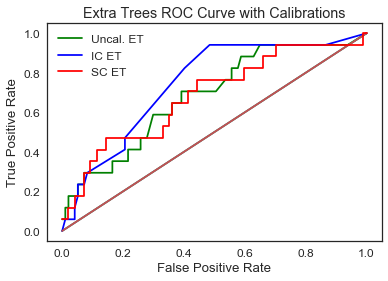 Extra Trees ROC Curve with Calibrations
Uncal. ET
IC ET
SC ET
1.0
0.8
0.6
0.4
0.2
0.0
True Positive Rate
0.0 0.2 0.4 0.6 0.8 1.0
False Positive Rate